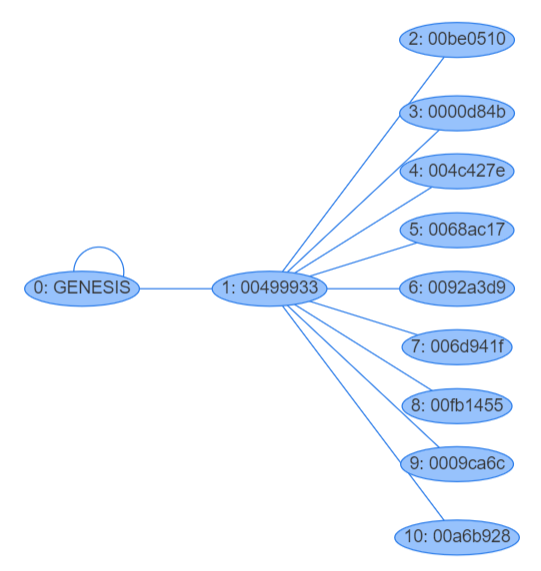 2: 00be0510
3: 0000d84b
4: 004c427e
5: 0068ac17
0: GENESIS
1: 00499933
6: 0092a3d9
7: 006d941f
8: 00fb1455
9: 0009ca6c
10: 00a6b928